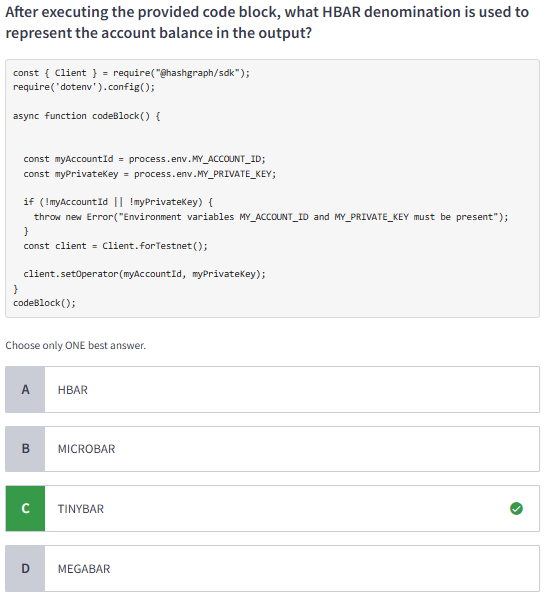 After executing the provided code block, what HBAR denomination is used to
represent the account balance in the output?
const { Client } = require("@hashgraph/sdk");
require('dotenv').config();
async function codeBlock() {
const myAccountId = process.env.MY_ACCOUNT_ID;
const myPrivateKey = process.env.MY_PRIVATE_KEY;
if (!myAccountId || !myPrivateKey) {
throw new Error("Environment variables MY_ACCOUNT_ID and MY_PRIVATE_KEY must be present");
}
const client = Client.forTestnet();
client.setOperator(myAccountId, myPrivateKey);
}
codeBlock();
Choose only ONE best answer.
A HBAR
B MICROBAR
C TINYBAR
D MEGABAR